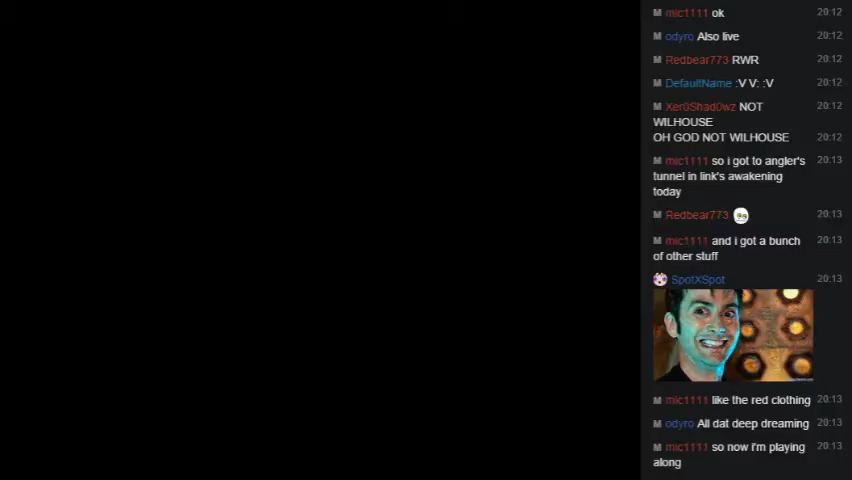 M mic1111 ok 20:12
M odyro Also live 20:12
M Redbear773 RWR 20:12
M DefaultName :V V: :V 20:12
M Xer0Shad0wz NOT 20:12
WILHOUSE
OH GOD NOT WILHOUSE 20:12
M mic1111 so i got to angler's 20:13
tunnel in link's awakening
today
M Redbear773 20:13
M mic1111 and i got a bunch 20:13
of other stuff
SpotXSpot 20:13
M mic1111 like the red clothing 20:13
M odyro All dat deep dreaming 20:13
M mic1111 so now i'm playing 20:13
along